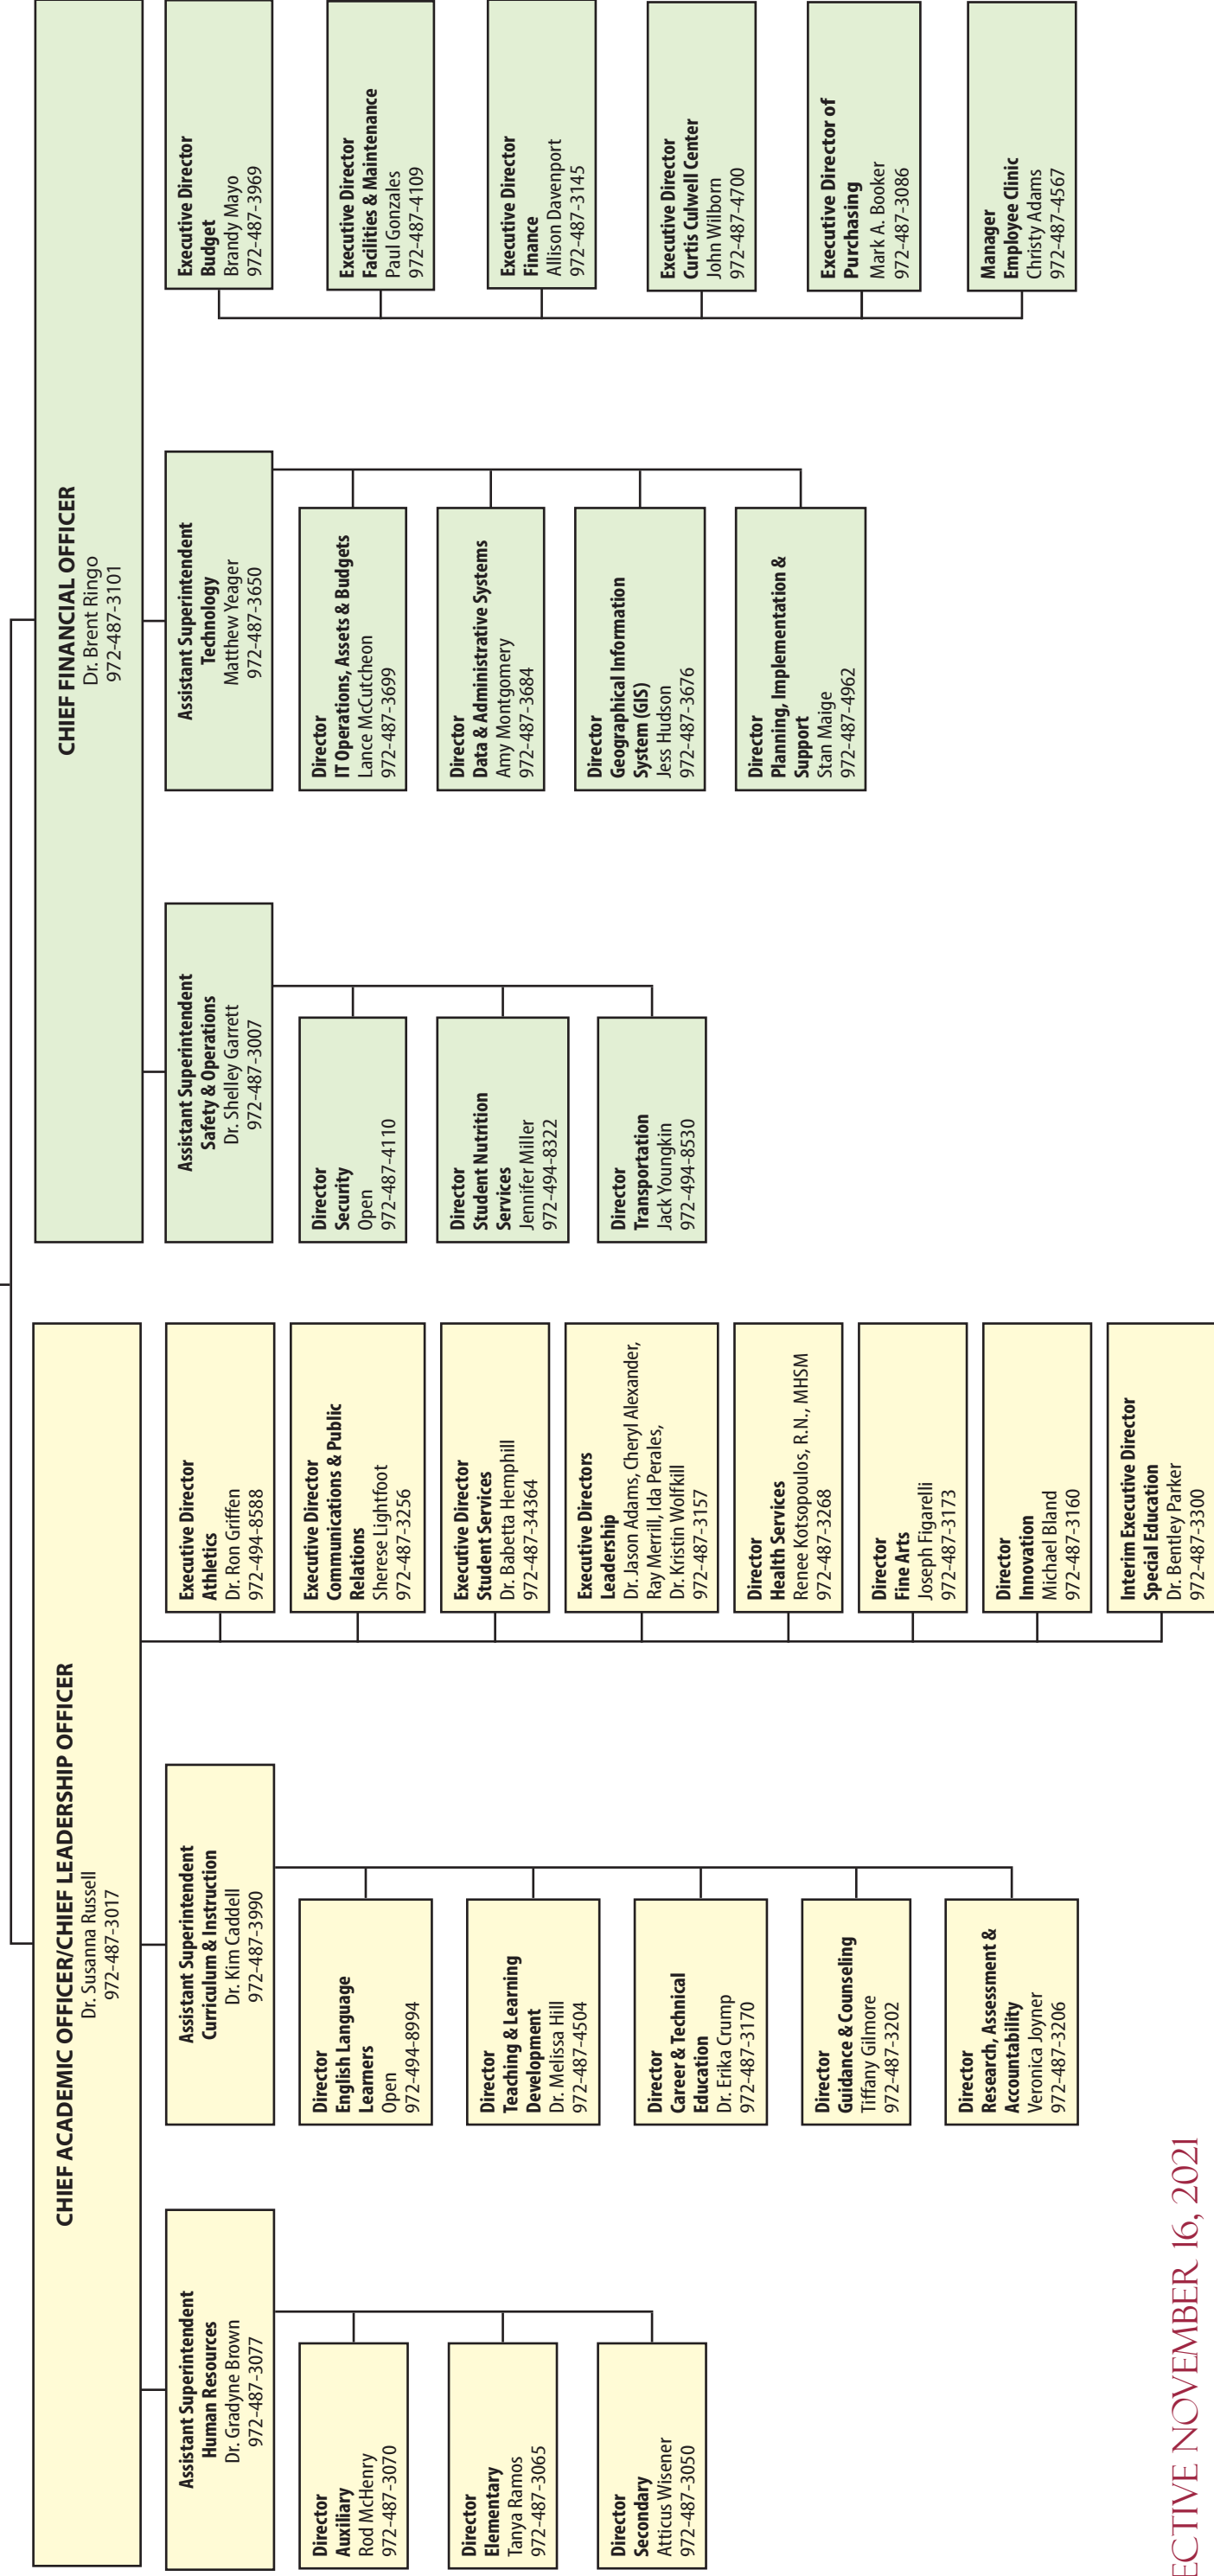 CHIEF ACADEMIC OFFICER/CHIEF LEADERSHIP OFFICER
Dr. Susanna Russell
972-487-3017
Assistant Superintendent
Human Resources
Dr. Gradyne Brown
972-487-3077
Director
Auxiliary
Rod McHenry
972-487-3070
Director
Elementary
Tanya Ramos
972-487-3065
Director
Secondary
Atticus Wisener
972-487-3050
Assistant Superintendent
Curriculum & Instruction
Dr. Kim Caddell
972-487-3990
Director
English Language
Learners
Open
972-494-8994
Director
Teaching & Learning
Development
Dr. Melissa Hill
972-487-4504
Director
Career & Technical
Education
Dr. Erika Crump
972-487-3170
Director
Guidance & Counseling
Tiffany Gilmore
972-487-3202
Director
Research, Assessment &
Accountability
Veronica Joyner
972-487-3206
Executive Director
Athletics
Dr. Ron Griffen
972-494-8588
Executive Director
Communications & Public
Relations
Sherese Lightfoot
972-487-3256
Executive Director
Student Services
Dr. Babetta Hemphill
972-487-34364
Executive Directors
Leadership
Dr. Jason Adams, Cheryl Alexander,
Ray Merrill, Ida Perales,
Dr. Kristin Wolfkill
972-487-3157
Director
Health Services
Renee Kotsopoulos, R.N., MHSM
972-487-3268
Director
Fine Arts
Joseph Figarelli
972-487-3173
Director
Innovation
Michael Bland
972-487-3160
Interim Executive Director
Special Education
Dr. Bentley Parker
972-487-3300
CHIEF FINANCIAL OFFICER
Dr. Brent Ringo
972-487-3101
Assistant Superintendent
Safety & Operations
Dr. Shelley Garrett
972-487-3007
Director
Security
Open
972-487-4110
Director
Student Nutrition
Services
Jennifer Miller
972-494-8322
Director
Transportation
Jack Youngkin
972-494-8530
Assistant Superintendent
Technology
Matthew Yeager
972-487-3650
Director
IT Operations, Assets & Budgets
Lance McCutcheon
972-487-3699
Director
Data & Administrative Systems
Amy Montgomery
972-487-3684
Director
Geographical Information
System (GIS)
Jess Hudson
972-487-3676
Director
Planning, Implementation &
Support
Stan Maige
972-487-4962
Executive Director
Budget
Brandy Mayo
972-487-3969
Executive Director
Facilities & Maintenance
Paul Gonzales
972-487-4109
Executive Director
Finance
Allison Davenport
972-487-3145
Executive Director
Curtis Culwell Center
John Wilborn
972-487-4700
Executive Director of
Purchasing
Mark A. Booker
972-487-3086
Manager
Employee Clinic
Christy Adams
972-487-4567
ECTIVE NOVEMBER 16, 2021